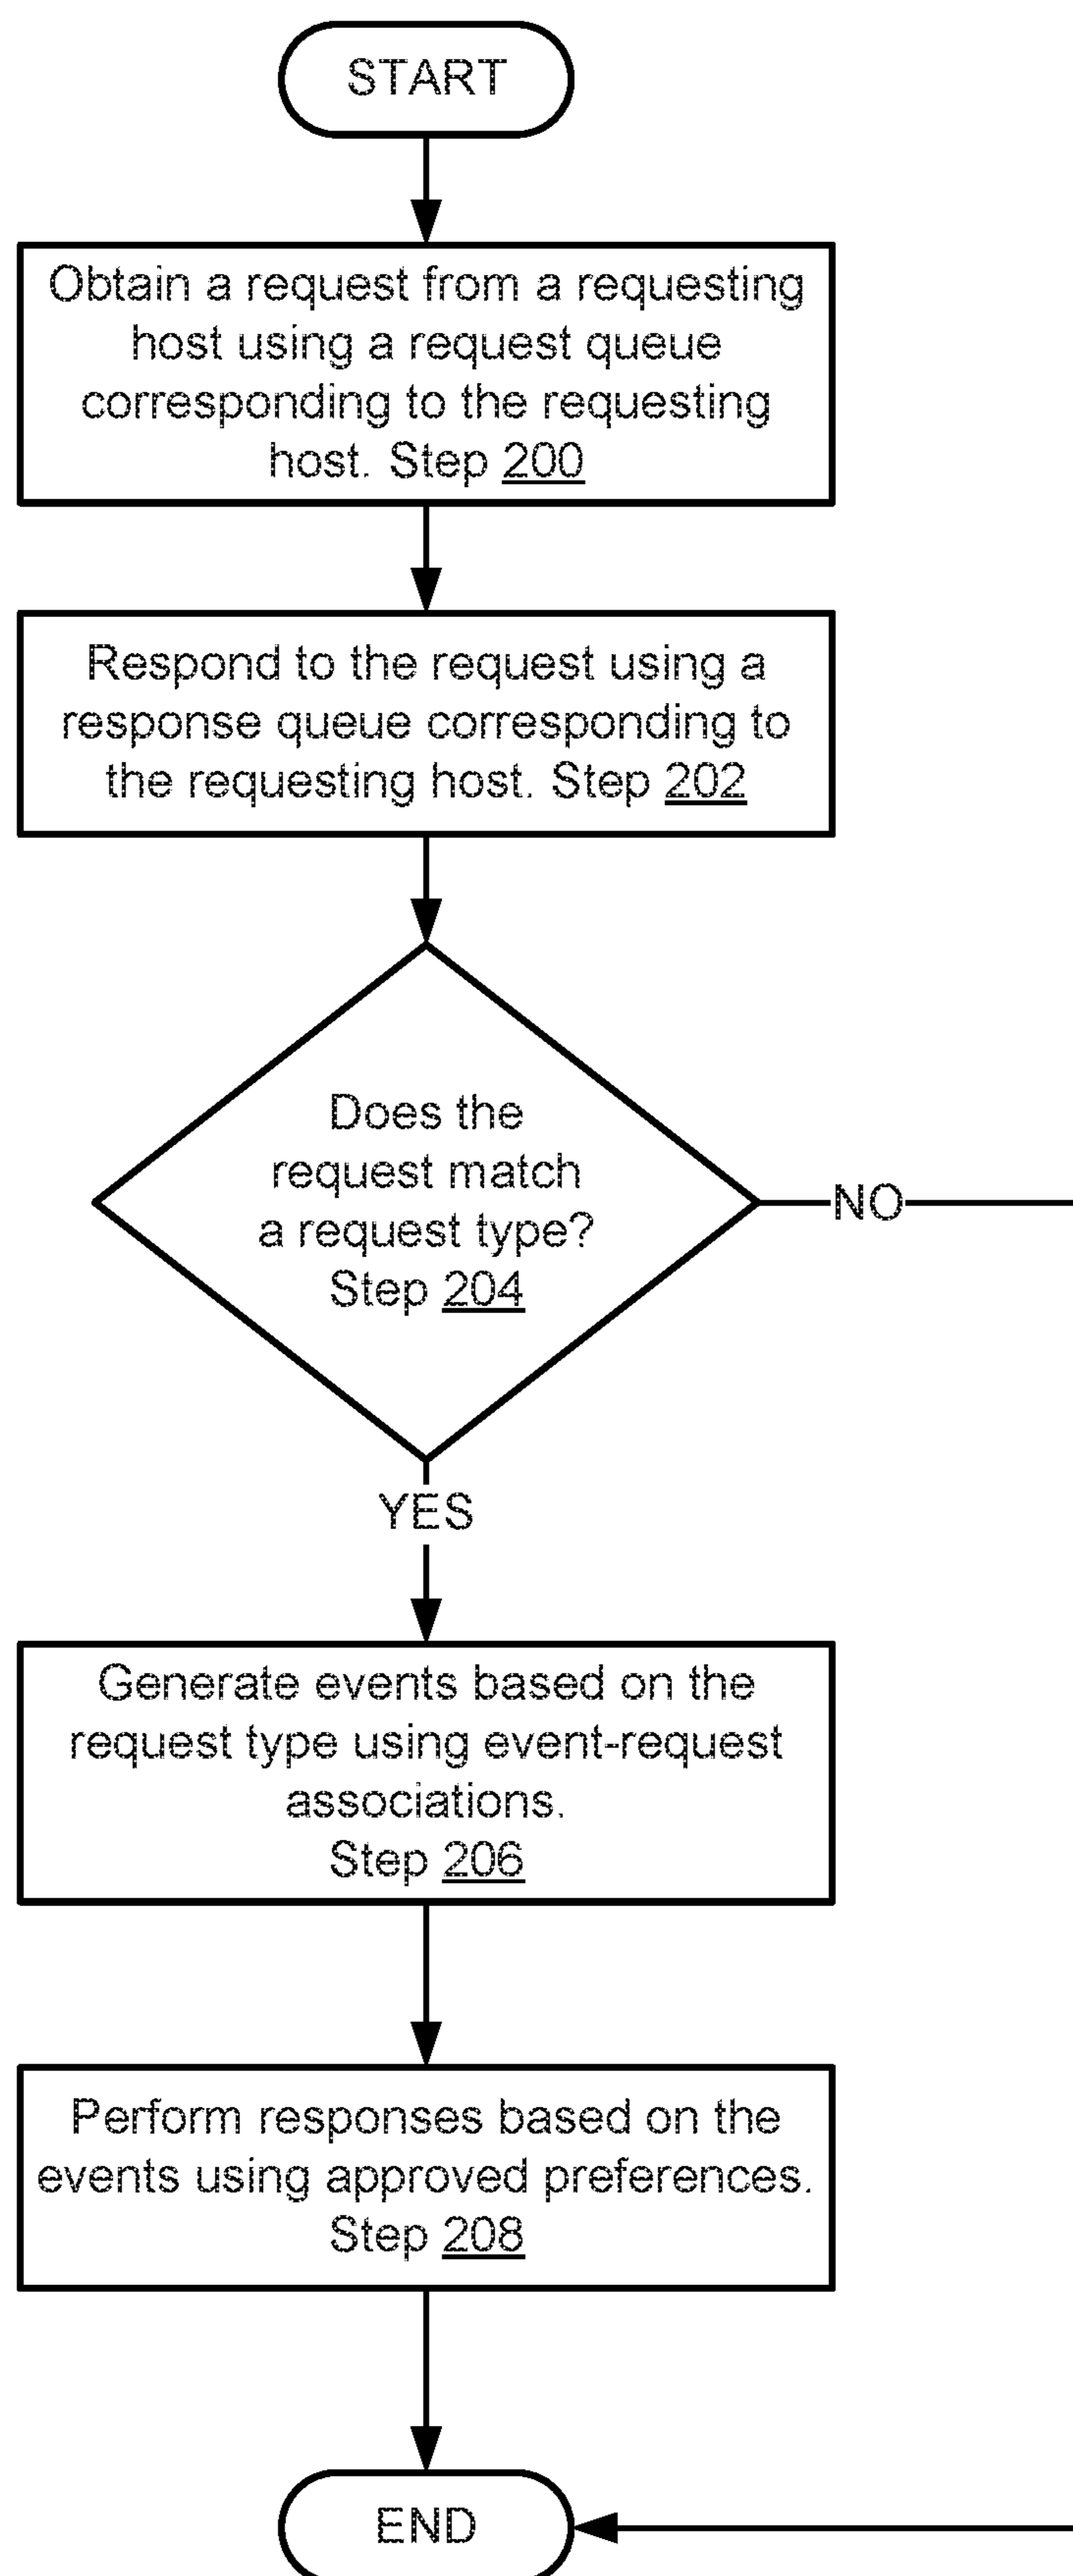 START
Obtain a request from a requesting
host using a request queue
corresponding to the requesting
host. Step 200
Respond to the request using a
response queue corresponding to
the requesting host. Step 202
Does the
request match
a request type?
Step 204
NO
YES
Generate events based on the
request type using event-request
associations.
Step 206
Perform responses based on the
events using approved preferences.
Step 208
END